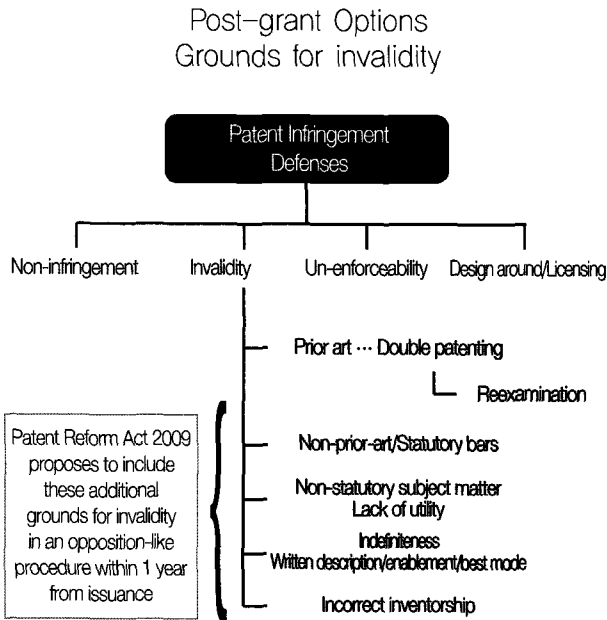 Post-grant Options
Grounds for invalidity
Patent Infringement
Defenses
Non-infringement
Invalidity
Un-enforceability
Design around/Licensing
Prior art ··· Double patenting
Reexamination
Patent Reform Act 2009
proposes to include
these additional
grounds for invalidity
in an opposition-like
procedure within 1 year
from issuance
Non-prior-art/Statutory bars
Non-statutory subject matter
Lack of utility
Indefiniteness
Written description/enablement/best mode
Incorrect inventorship